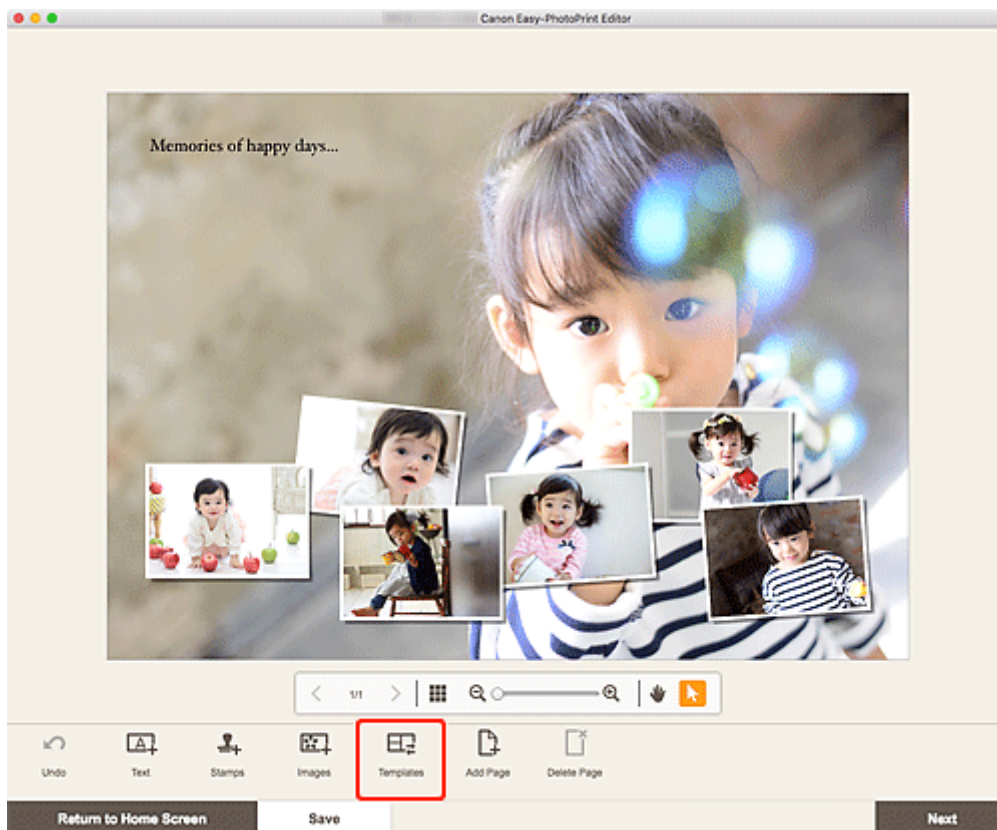 Canon Easy-PhotoPrint Editor
Memories of happy days...
1/1
Undo Text Stamps Images Templates Add Page Delete Page
Return to Home Screen Save Next